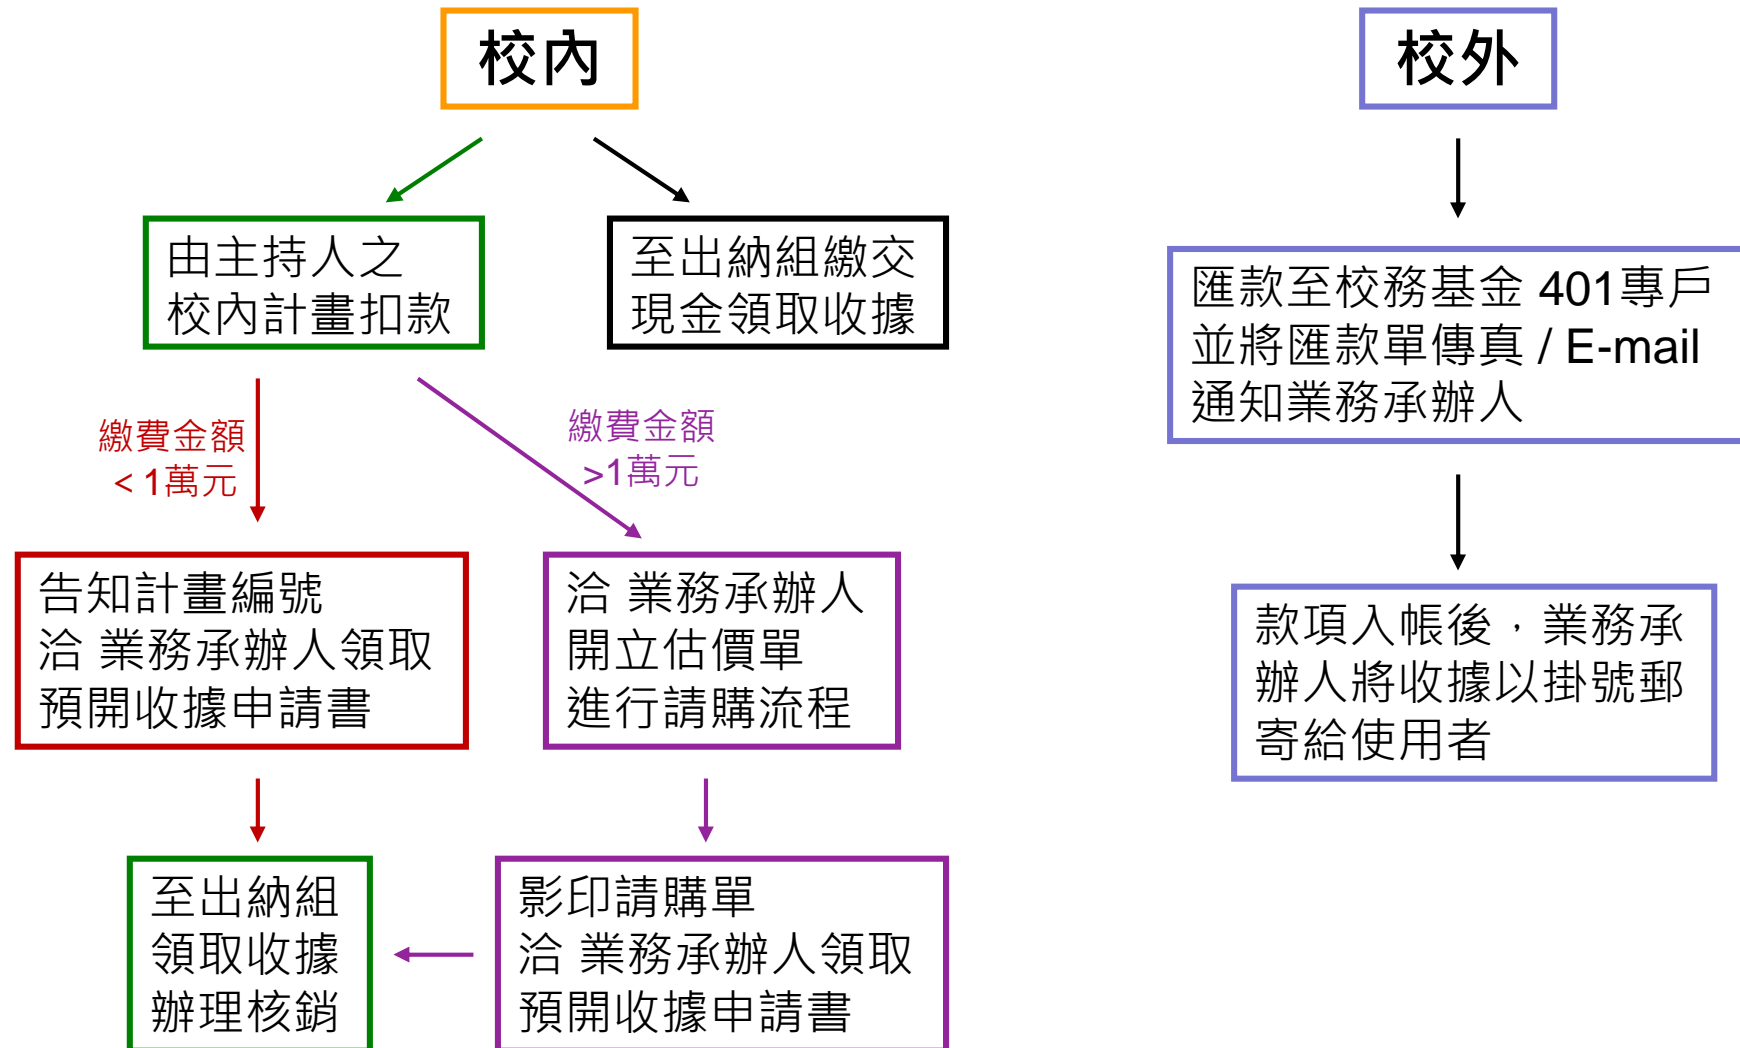 校內
由主持人之
校內計畫扣款
至出納組繳交
現金領取收據
繳費金額
< 1萬元
繳費金額
>1萬元
告知計畫編號
洽 業務承辦人領取
預開收據申請書
洽 業務承辦人
開立估價單
進行請購流程
至出納組
領取收據
辦理核銷
影印請購單
洽 業務承辦人領取
預開收據申請書
校外
匯款至校務基金 401專戶
並將匯款單傳真 / E-mail
通知業務承辦人
款項入帳後，業務承
辦人將收據以掛號郵
寄給使用者